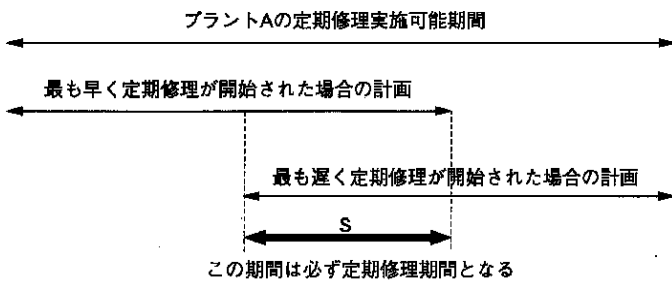 プラントAの定期修理実施可能期間
最も早く定期修理が開始された場合の計画
最も遅く定期修理が開始された場合の計画
S
この期間は必ず定期修理期間となる